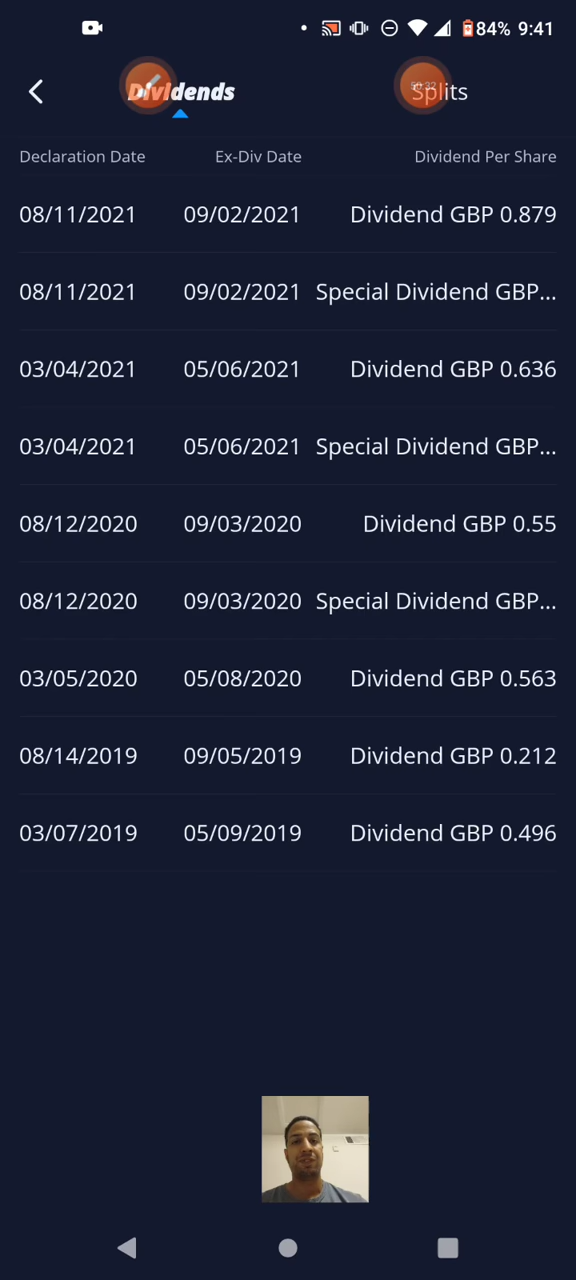 84% 9:41
Dividends Splits
Declaration Date Ex-Div Date Dividend Per Share
08/11/2021 09/02/2021 Dividend GBP 0.879
08/11/2021 09/02/2021 Special Dividend GBP...
03/04/2021 05/06/2021 Dividend GBP 0.636
03/04/2021 05/06/2021 Special Dividend GBP...
08/12/2020 09/03/2020 Dividend GBP 0.55
08/12/2020 09/03/2020 Special Dividend GBP...
03/05/2020 05/08/2020 Dividend GBP 0.563
08/14/2019 09/05/2019 Dividend GBP 0.212
03/07/2019 05/09/2019 Dividend GBP 0.496